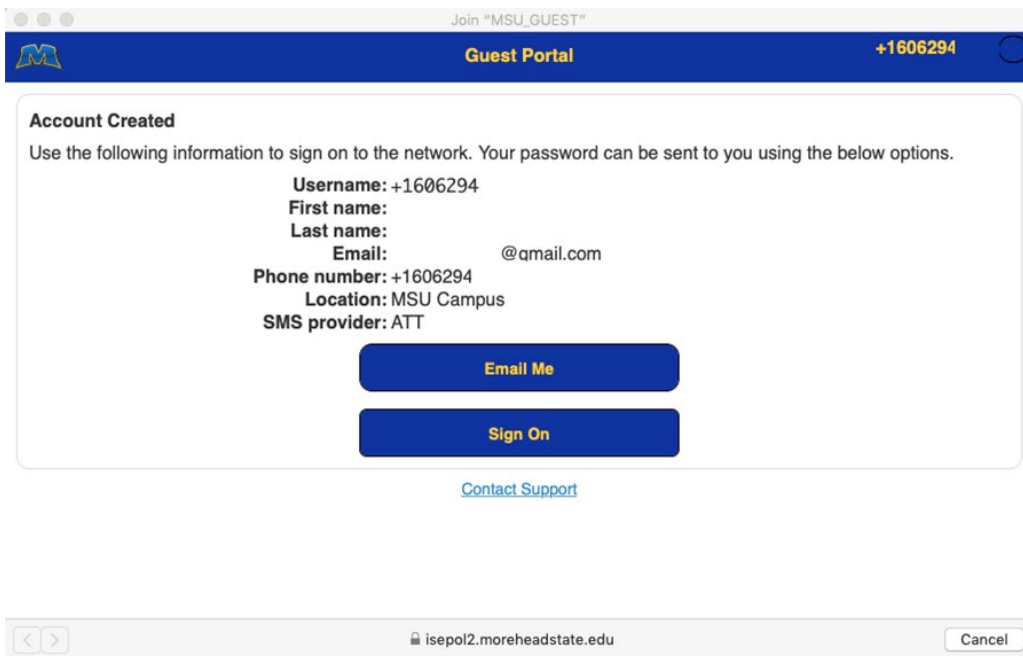 Join "MSU_GUEST"
M Guest Portal +1606294
Account Created
Use the following information to sign on to the network. Your password can be sent to you using the below options.
Username: +1606294
First name:
Last name:
Email: @gmail.com
Phone number: +1606294
Location: MSU Campus
SMS provider: ATT
Email Me
Sign On
Contact Support
isepol2.moreheadstate.edu Cancel